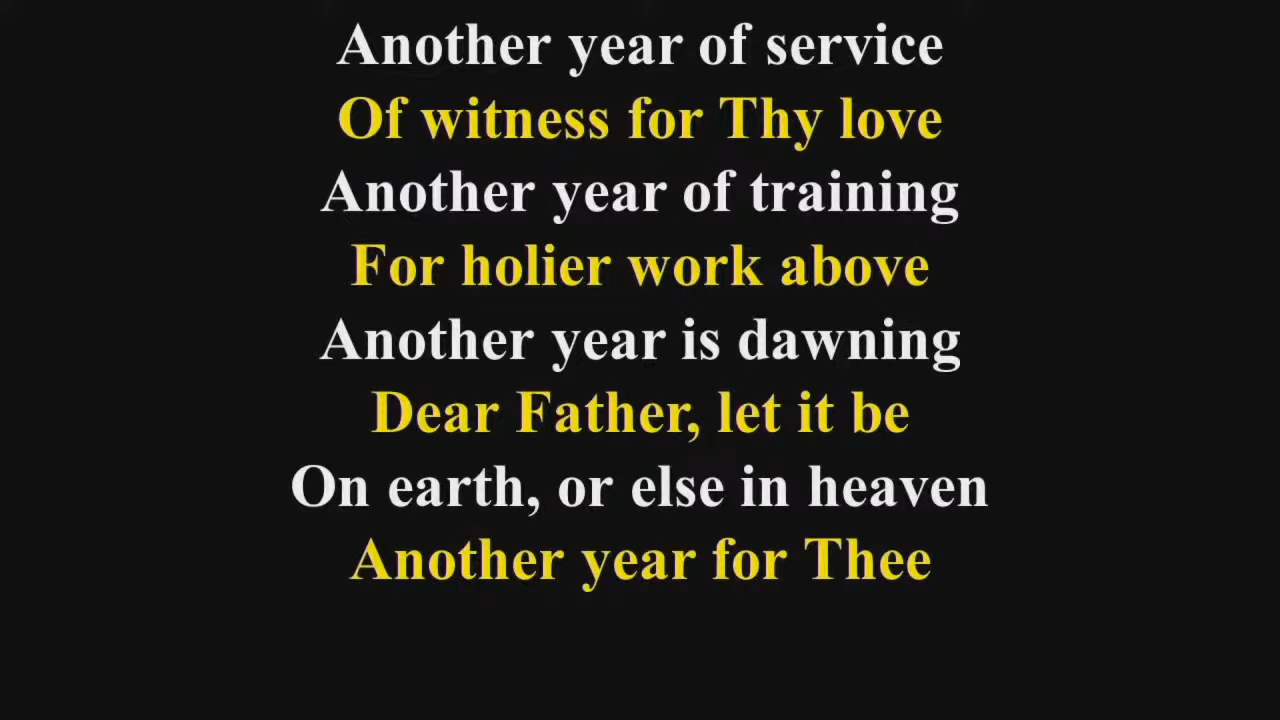 Another year of service
Of witness for Thy love
Another year of training
For holier work above
Another year is dawning
Dear Father, let it be
On earth, or else in heaven
Another year for Thee